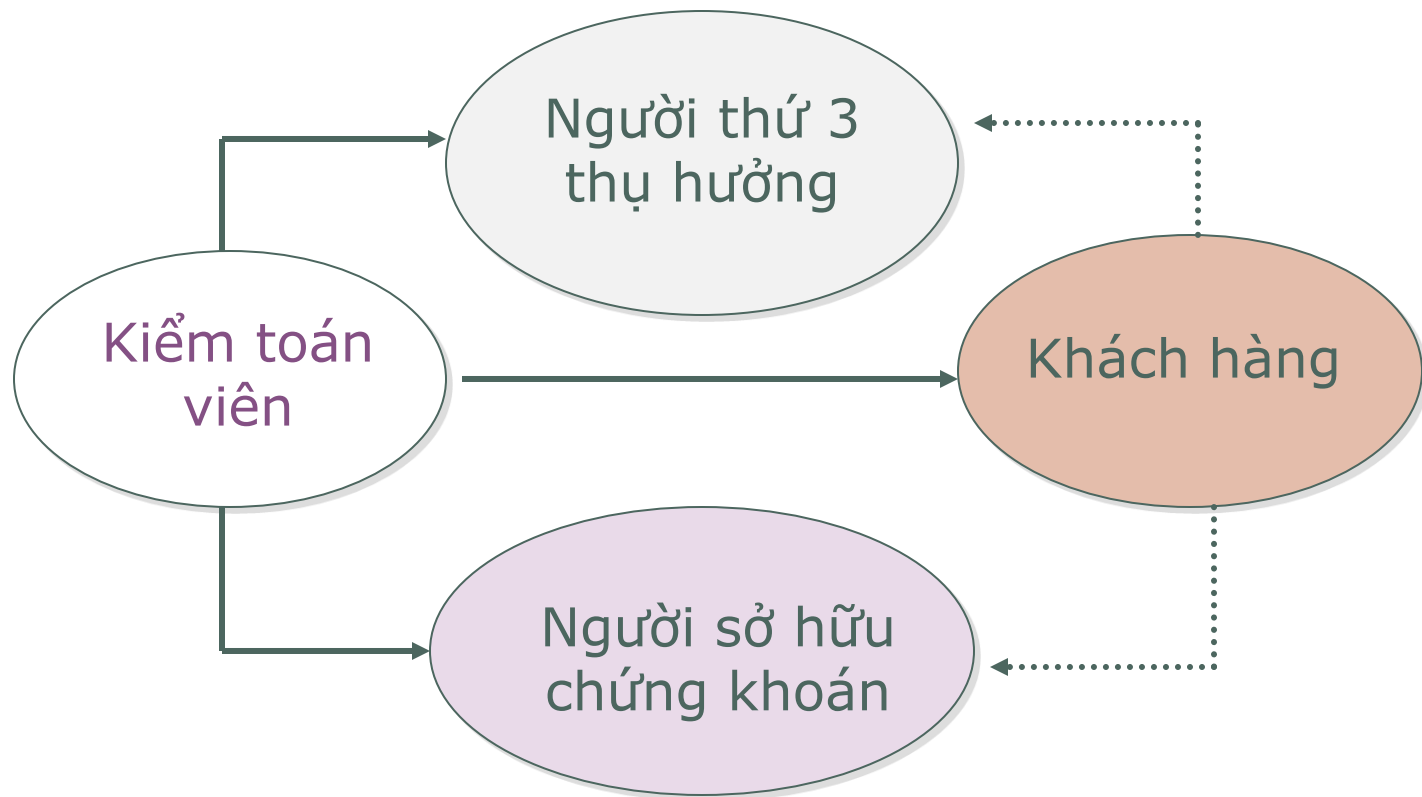 Người thứ 3
thụ hưởng
Kiểm toán
viên
Khách hàng
Người sở hữu
chứng khoán